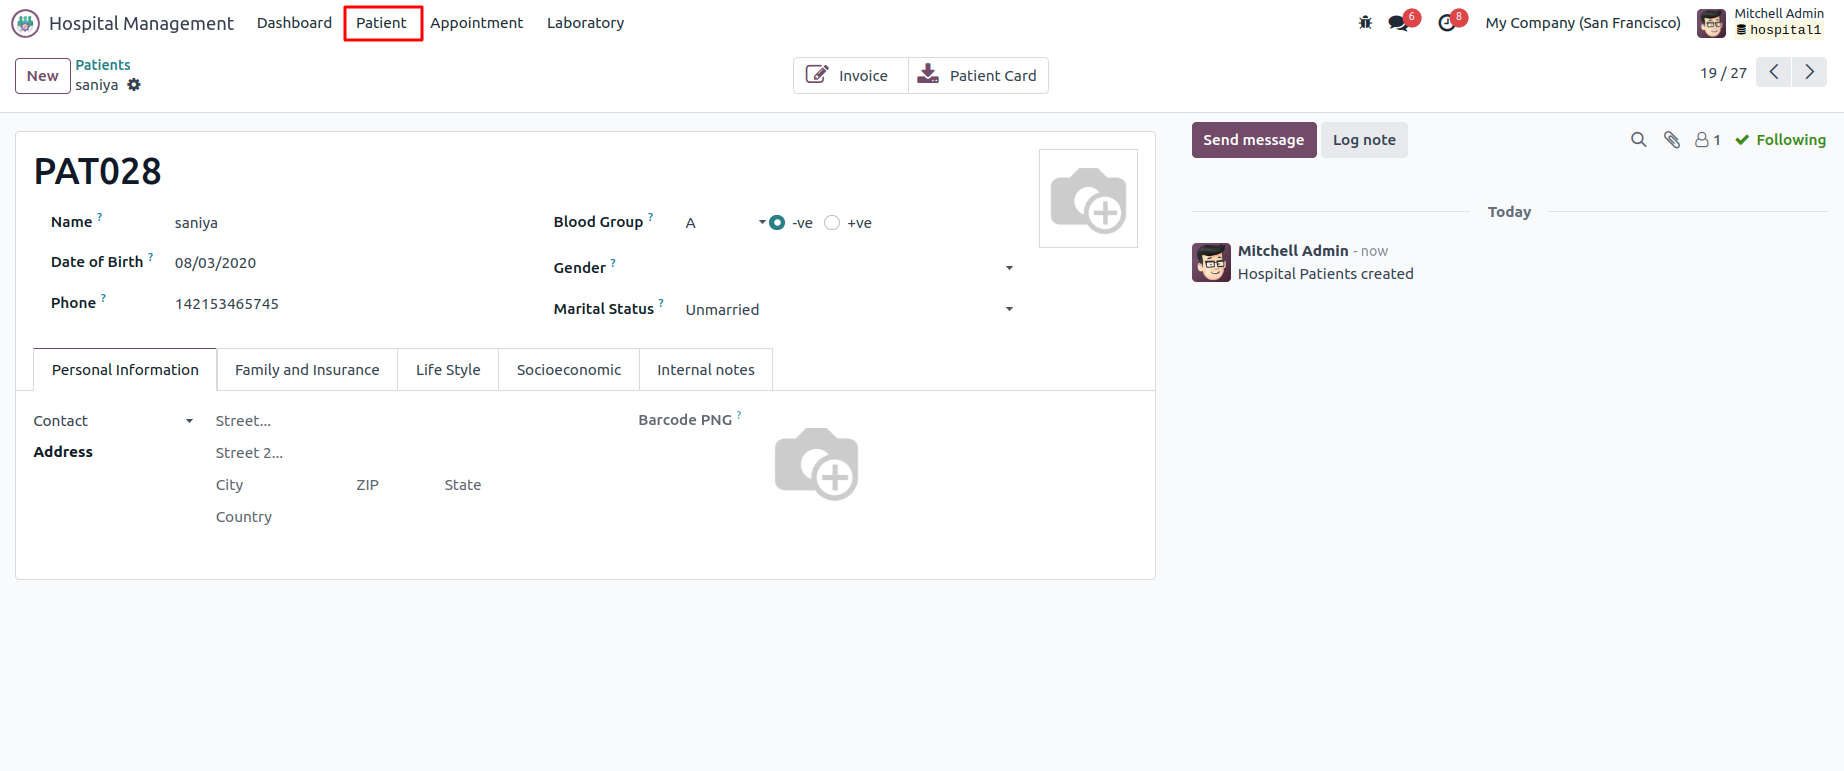 Hospital Management Dashboard Patient Appointment Laboratory 6 8 My Company (San Francisco) Mitchell Admin
hospital1
New Patients
saniya
Invoice Patient Card 19 / 27
Send message Log note 1 Following
PAT028
Name ? saniya Blood Group ? A -ve +ve
Date of Birth ? 08/03/2020 Gender ?
Phone ? 142153465745 Marital Status ? Unmarried
Today
Mitchell Admin - now
Hospital Patients created
Personal Information Family and Insurance Life Style Socioeconomic Internal notes
Contact Street... Barcode PNG ?
Address Street 2...
City ZIP State
Country